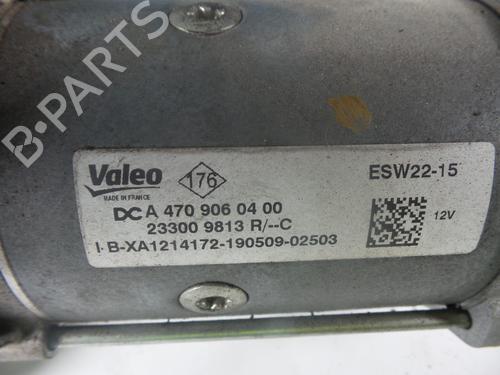 Valeo
MADE IN FRANCE
176
ESW22-15
DC A 470 906 04 00
23300 9813 R/--C
I B-XA1214172-190509-02503
12V
B-PARTS